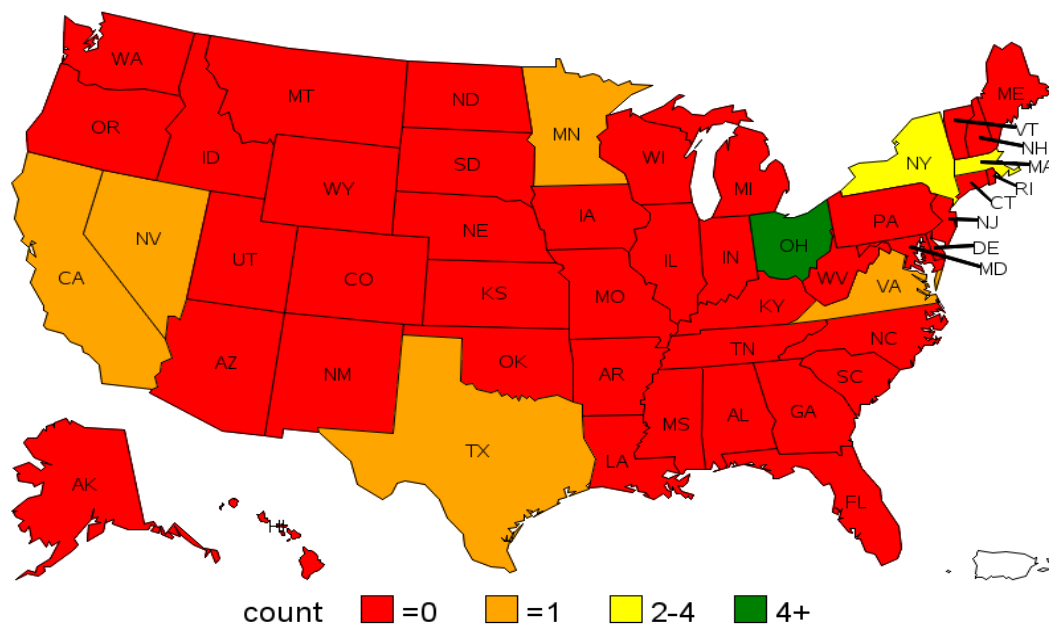 WA
ME
MT
ND
MN
OR
VT
NH
ID
SD
WI
NY
MA
WY
MI
RI
CT
IA
PA
NJ
NE
NV
OH
DE
UT
IL
IN
MD
CO
WV
CA
KS
MO
VA
KY
NC
TN
AZ
OK
NM
AR
SC
GA
MS
AL
TX
LA
AK
FL
HI
count =0 =1 2-4 4+